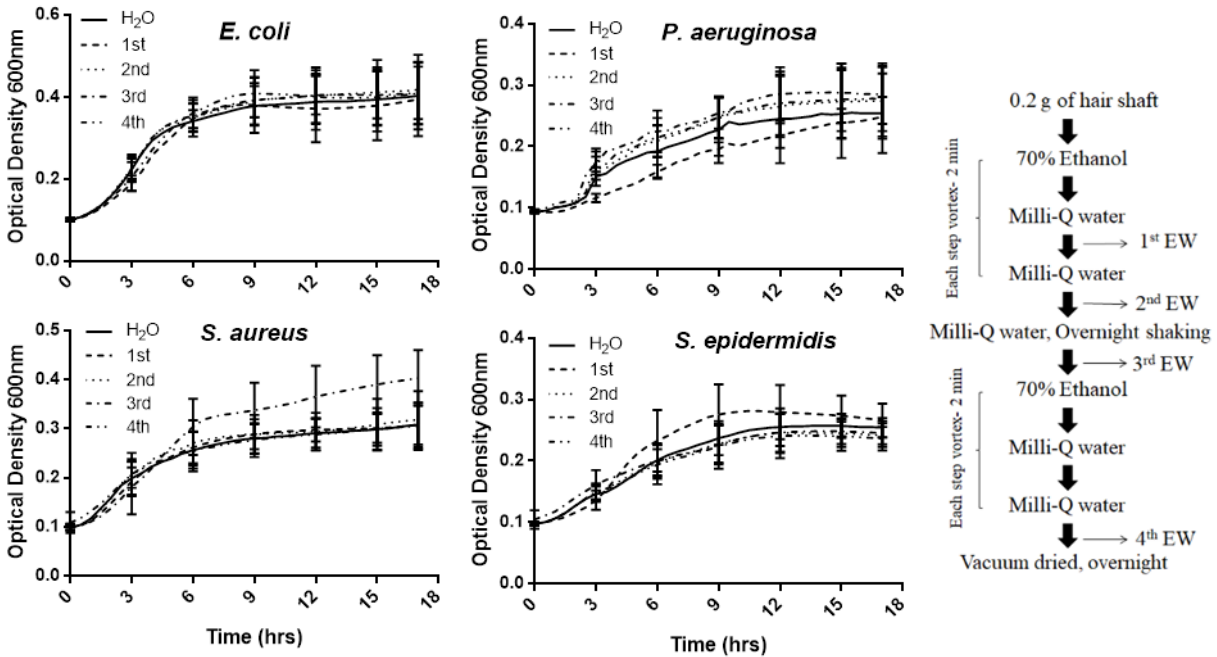 E. coli
H₂O
1st
2nd
3rd
4th
Optical Density 600nm
0.6
0.4
0.2
0.0
0 3 6 9 12 15 18
P. aeruginosa
H₂O
1st
2nd
3rd
4th
Optical Density 600nm
0.4
0.3
0.2
0.1
0.0
0 3 6 9 12 15 18
S. aureus
H₂O
1st
2nd
3rd
4th
Optical Density 600nm
0.5
0.4
0.3
0.2
0.1
0.0
0 3 6 9 12 15 18
Time (hrs)
S. epidermidis
H₂O
1st
2nd
3rd
4th
Optical Density 600nm
0.4
0.3
0.2
0.1
0.0
0 3 6 9 12 15 18
Time (hrs)
0.2 g of hair shaft
Each step vortex- 2 min
70% Ethanol
Milli-Q water
1ˢᵗ EW
Milli-Q water
2ⁿᵈ EW
Milli-Q water, Overnight shaking
3ʳᵈ EW
Each step vortex- 2 min
70% Ethanol
Milli-Q water
Milli-Q water
4ᵗʰ EW
Vacuum dried, overnight